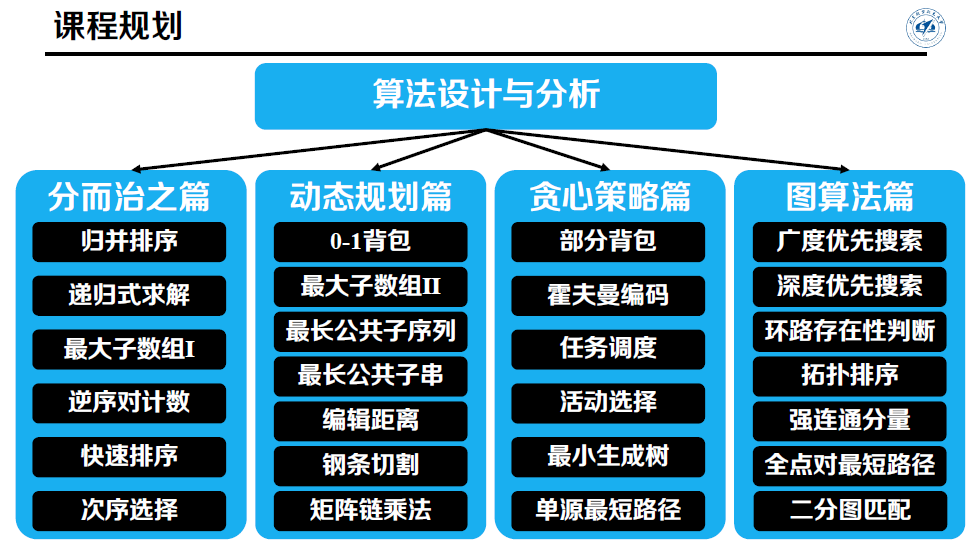 课程规划
算法设计与分析
分而治之篇
归并排序
递归式求解
最大子数组I
逆序对计数
快速排序
次序选择
动态规划篇
0-1背包
最大子数组II
最长公共子序列
最长公共子串
编辑距离
钢条切割
矩阵链乘法
贪心策略篇
部分背包
霍夫曼编码
任务调度
活动选择
最小生成树
单源最短路径
图算法篇
广度优先搜索
深度优先搜索
环路存在性判断
拓扑排序
强连通分量
全点对最短路径
二分图匹配